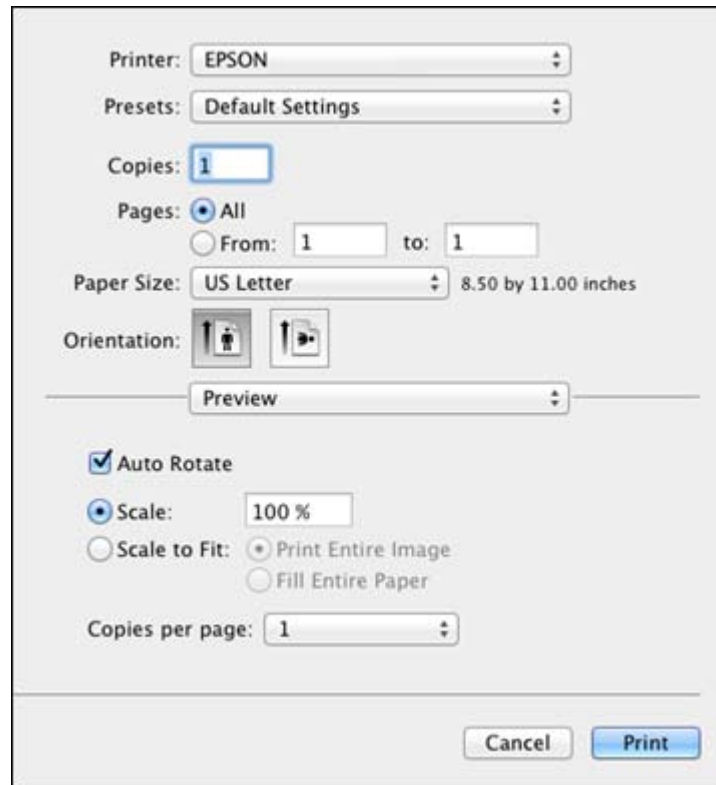 Printer: EPSON
Presets: Default Settings
Copies: 1
Pages: All
From: 1 to: 1
Paper Size: US Letter 8.50 by 11.00 inches
Orientation:
Preview
Auto Rotate
Scale: 100 %
Scale to Fit: Print Entire Image
Fill Entire Paper
Copies per page: 1
Cancel Print